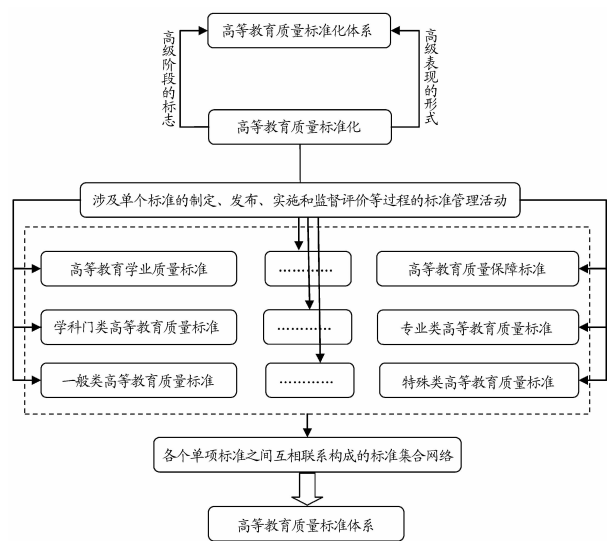 高等教育质量标准化体系
高级阶段的标志
高级表现的形式
高等教育质量标准化
涉及单个标准的制定、发布、实施和监督评价等过程的标准管理活动
高等教育学业质量标准
…………
高等教育质量保障标准
学科门类高等教育质量标准
…………
专业类高等教育质量标准
一般类高等教育质量标准
…………
特殊类高等教育质量标准
各个单项标准之间互相联系构成的标准集合网络
高等教育质量标准体系